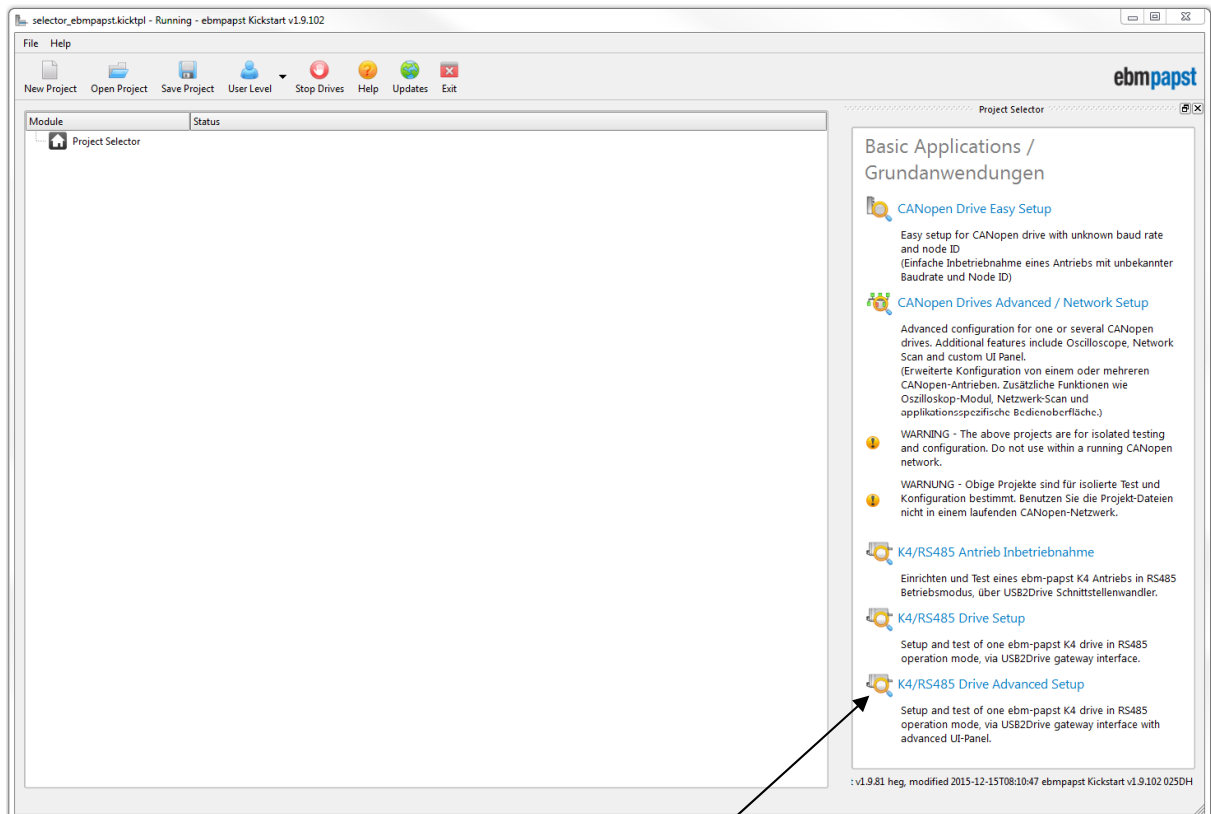 selector_ebmpapst.kicktpl - Running - ebmpapst Kickstart v1.9.102
File Help
New Project Open Project Save Project User Level Stop Drives Help Updates Exit
ebmpapst
Project Selector
Module Status
Project Selector
Basic Applications /
Grundanwendungen
CANopen Drive Easy Setup
Easy setup for CANopen drive with unknown baud rate
and node ID
(Einfache Inbetriebnahme eines Antriebs mit unbekannter
Baudrate und Node ID)
CANopen Drives Advanced / Network Setup
Advanced configuration for one or several CANopen
drives. Additional features include Oscilloscope, Network
Scan and custom UI Panel.
(Erweiterte Konfiguration von einem oder mehreren
CANopen-Antrieben. Zusätzliche Funktionen wie
Oszilloskop-Modul, Netzwerk-Scan und
applikationsspezifische Bedienoberfläche.)
WARNING - The above projects are for isolated testing
and configuration. Do not use within a running CANopen
network.
WARNUNG - Obige Projekte sind für isolierte Test und
Konfiguration bestimmt. Benutzen Sie die Projekt-Dateien
nicht in einem laufenden CANopen-Netzwerk.
K4/RS485 Antrieb Inbetriebnahme
Einrichten und Test eines ebm-papst K4 Antriebs in RS485
Betriebsmodus, über USB2Drive Schnittstellenwandler.
K4/RS485 Drive Setup
Setup and test of one ebm-papst K4 drive in RS485
operation mode, via USB2Drive gateway interface.
K4/RS485 Drive Advanced Setup
Setup and test of one ebm-papst K4 drive in RS485
operation mode, via USB2Drive gateway interface with
advanced UI-Panel.
: v1.9.81 heg, modified 2015-12-15T08:10:47 ebmpapst Kickstart v1.9.102 025DH